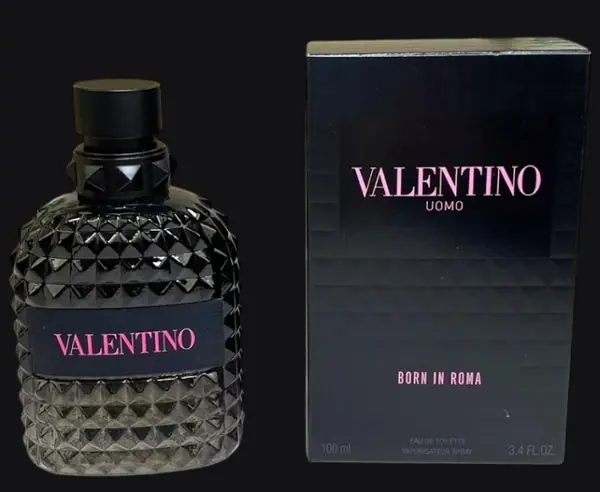 VALENTINO
VALENTINO
UOMO
BORN IN ROMA
EAU DE TOILETTE
VAPORISATEUR SPRAY
100 ml
3.4 FL.OZ.